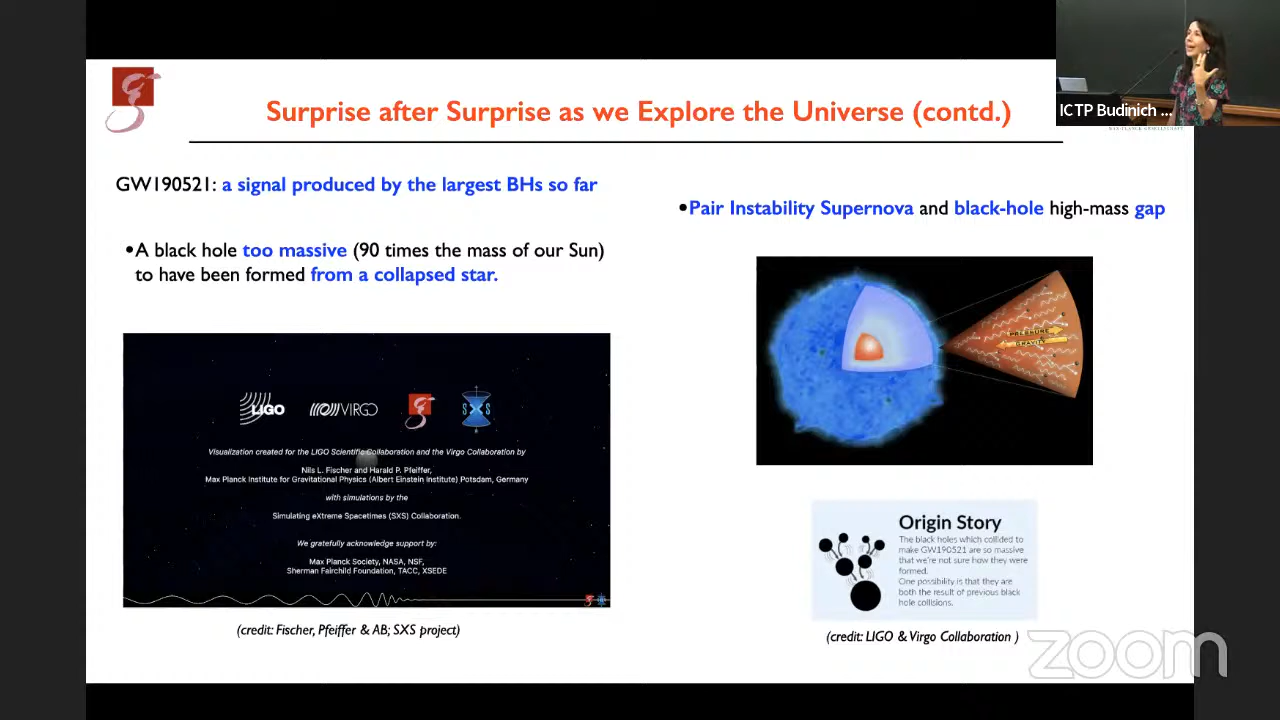 Surprise after Surprise as we Explore the Universe (contd.)
ICTP Budinich ...
GW190521: a signal produced by the largest BHs so far
•A black hole too massive (90 times the mass of our Sun)
to have been formed from a collapsed star.
LIGO
VIRGO
SXS
Visualization created for the LIGO Scientific Collaboration and the Virgo Collaboration by
Nils L. Fischer and Harald P. Pfeiffer,
Max Planck Institute for Gravitational Physics (Albert Einstein Institute) Potsdam, Germany
with simulations by the
Simulating eXtreme Spacetimes (SXS) Collaboration.
We gratefully acknowledge support by:
Max Planck Society, NASA, NSF,
Sherman Fairchild Foundation, TACC, XSEDE
(credit: Fischer, Pfeiffer & AB; SXS project)
•Pair Instability Supernova and black-hole high-mass gap
PRESSURE
GRAVITY
Origin Story
The black holes which collided to
make GW190521 are so massive
that we're not sure how they were
formed.
One possibility is that they are
both the result of previous black
hole collisions.
(credit: LIGO & Virgo Collaboration )
zoom